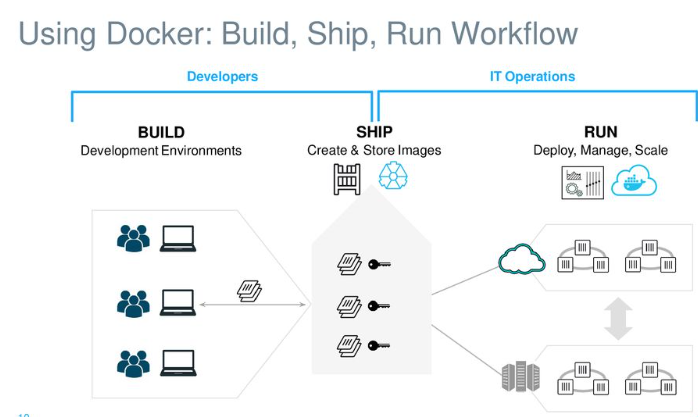 Using Docker: Build, Ship, Run Workflow
Developers
IT Operations
BUILD
Development Environments
SHIP
Create & Store Images
RUN
Deploy, Manage, Scale